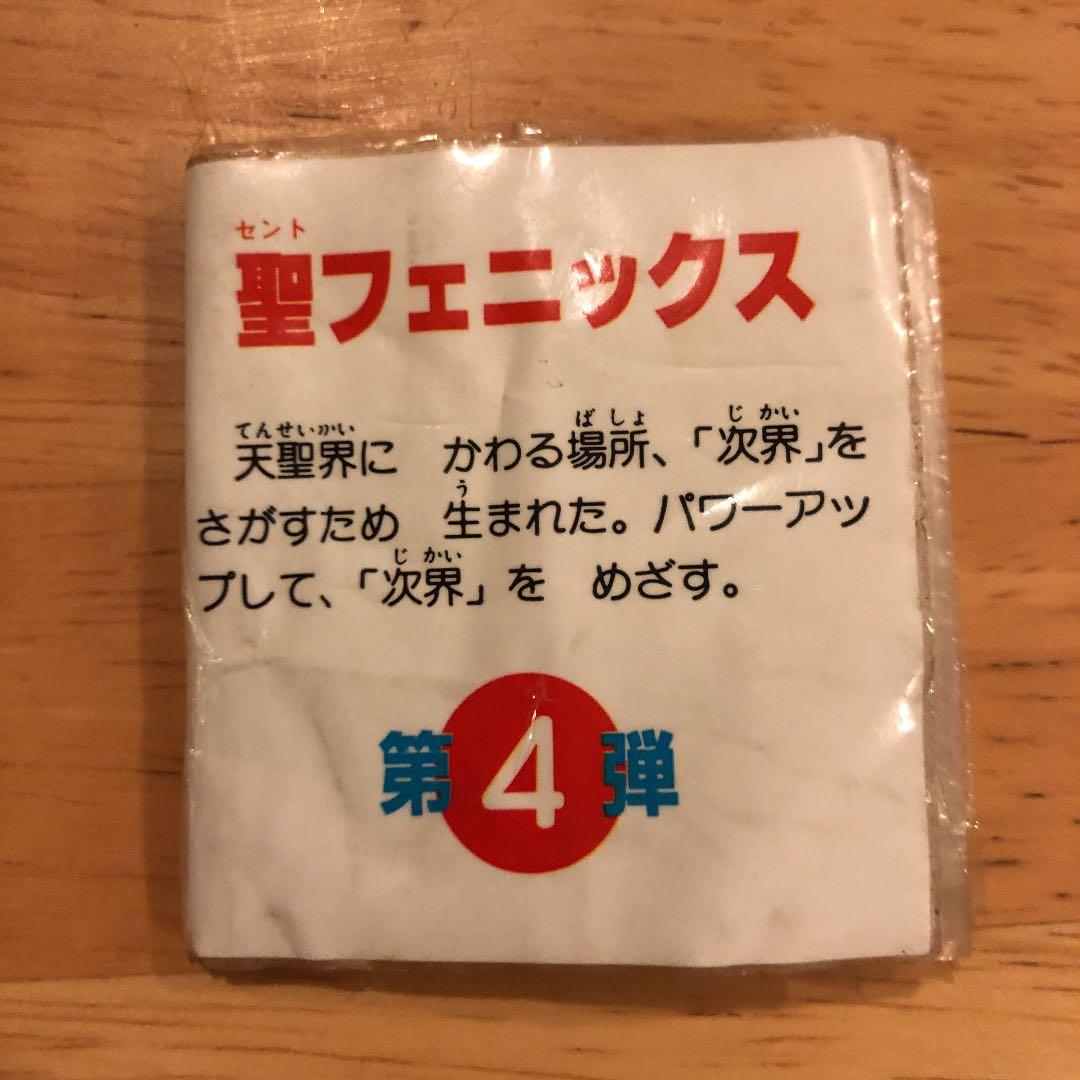 セント
聖フェニックス
てんせいかい ば しょ じ かい
天聖界に かわる場所、「次界」を
う
さがすため 生まれた。パワーアッ
じ かい
プして、「次界」を めざす。
第4弾